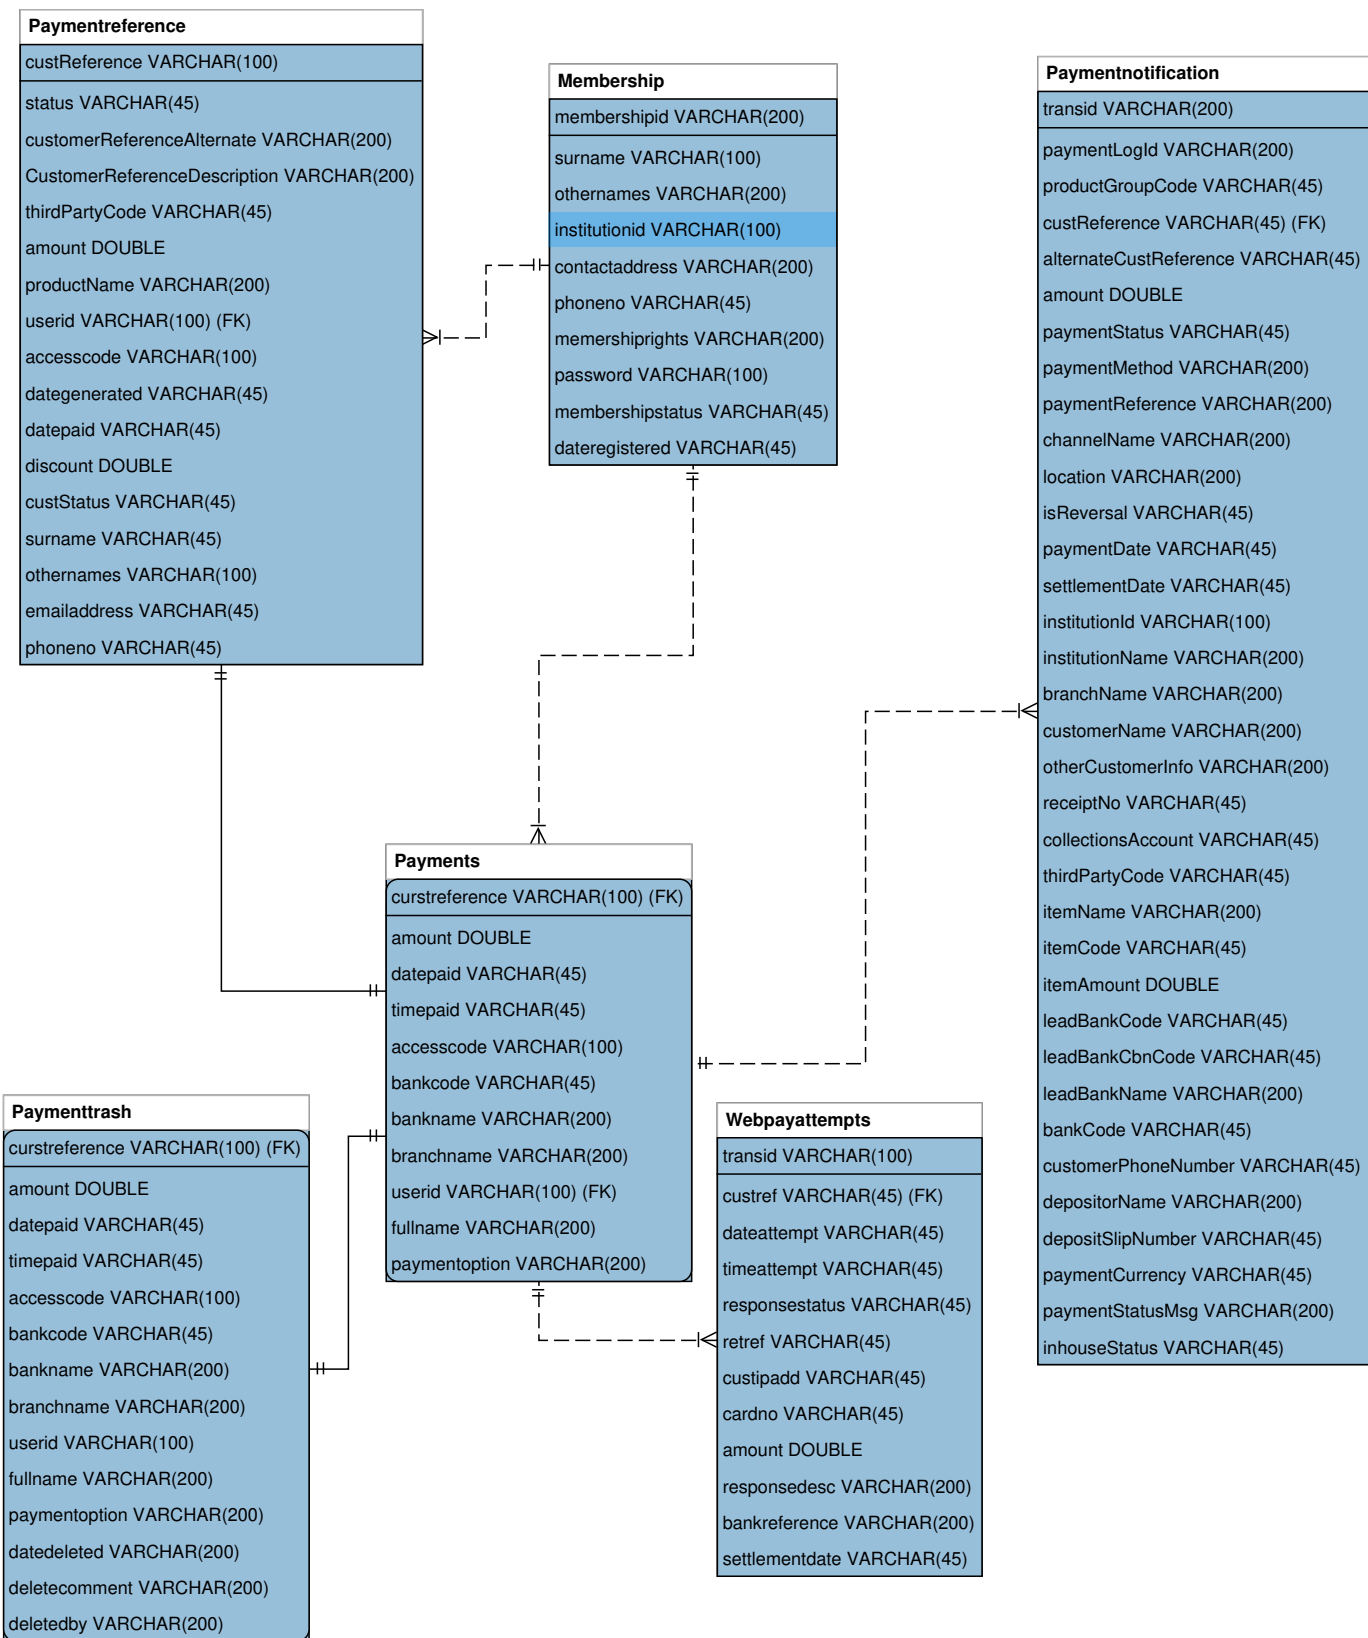 Paymentreference
custReference VARCHAR(100)
status VARCHAR(45)
customerReferenceAlternate VARCHAR(200)
CustomerReferenceDescription VARCHAR(200)
thirdPartyCode VARCHAR(45)
amount DOUBLE
productName VARCHAR(200)
userid VARCHAR(100) (FK)
accesscode VARCHAR(100)
dategenerated VARCHAR(45)
datepaid VARCHAR(45)
discount DOUBLE
custStatus VARCHAR(45)
surname VARCHAR(45)
othernames VARCHAR(100)
emailaddress VARCHAR(45)
phoneno VARCHAR(45)
Membership
membershipid VARCHAR(200)
surname VARCHAR(100)
othernames VARCHAR(200)
institutionid VARCHAR(100)
contactaddress VARCHAR(200)
phoneno VARCHAR(45)
memershiprights VARCHAR(200)
password VARCHAR(100)
membershipstatus VARCHAR(45)
dateregistered VARCHAR(45)
Paymentnotification
transid VARCHAR(200)
paymentLogId VARCHAR(200)
productGroupCode VARCHAR(45)
custReference VARCHAR(45) (FK)
alternateCustReference VARCHAR(45)
amount DOUBLE
paymentStatus VARCHAR(45)
paymentMethod VARCHAR(200)
paymentReference VARCHAR(200)
channelName VARCHAR(200)
location VARCHAR(200)
isReversal VARCHAR(45)
paymentDate VARCHAR(45)
settlementDate VARCHAR(45)
institutionId VARCHAR(100)
institutionName VARCHAR(200)
branchName VARCHAR(200)
customerName VARCHAR(200)
otherCustomerInfo VARCHAR(200)
receiptNo VARCHAR(45)
collectionsAccount VARCHAR(45)
thirdPartyCode VARCHAR(45)
itemName VARCHAR(200)
itemCode VARCHAR(45)
itemAmount DOUBLE
leadBankCode VARCHAR(45)
leadBankCbnCode VARCHAR(45)
leadBankName VARCHAR(200)
bankCode VARCHAR(45)
customerPhoneNumber VARCHAR(45)
depositorName VARCHAR(200)
depositSlipNumber VARCHAR(45)
paymentCurrency VARCHAR(45)
paymentStatusMsg VARCHAR(200)
inhouseStatus VARCHAR(45)
Payments
curstreference VARCHAR(100) (FK)
amount DOUBLE
datepaid VARCHAR(45)
timepaid VARCHAR(45)
accesscode VARCHAR(100)
bankcode VARCHAR(45)
bankname VARCHAR(200)
branchname VARCHAR(200)
userid VARCHAR(100) (FK)
fullname VARCHAR(200)
paymentoption VARCHAR(200)
Paymenttrash
curstreference VARCHAR(100) (FK)
amount DOUBLE
datepaid VARCHAR(45)
timepaid VARCHAR(45)
accesscode VARCHAR(100)
bankcode VARCHAR(45)
bankname VARCHAR(200)
branchname VARCHAR(200)
userid VARCHAR(100)
fullname VARCHAR(200)
paymentoption VARCHAR(200)
datedeleted VARCHAR(200)
deletecomment VARCHAR(200)
deletedby VARCHAR(200)
Webpayattempts
transid VARCHAR(100)
custref VARCHAR(45) (FK)
dateattempt VARCHAR(45)
timeattempt VARCHAR(45)
responsestatus VARCHAR(45)
retref VARCHAR(45)
custipadd VARCHAR(45)
cardno VARCHAR(45)
amount DOUBLE
responsedesc VARCHAR(200)
bankreference VARCHAR(200)
settlementdate VARCHAR(45)